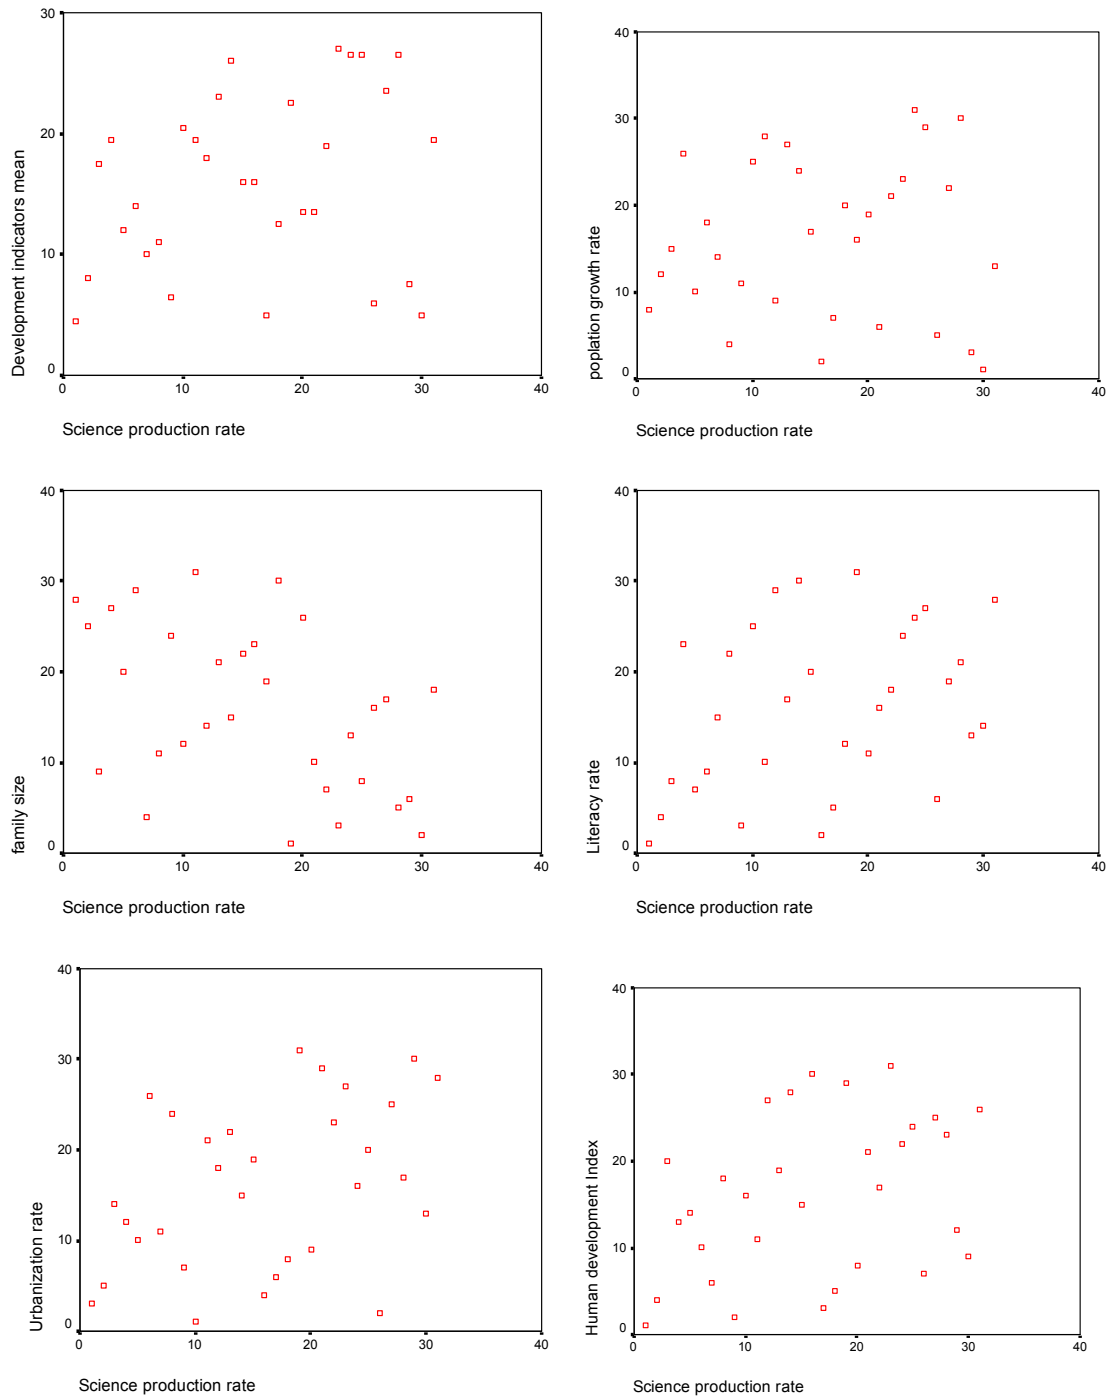 30
20
10
0
Development indicators mean
0 10 20 30 40
Science production rate
40
30
20
10
0
poplation growth rate
0 10 20 30 40
Science production rate
40
30
20
10
0
family size
0 10 20 30 40
Science production rate
40
30
20
10
0
Literacy rate
0 10 20 30 40
Science production rate
40
30
20
10
0
Urbanization rate
0 10 20 30 40
Science production rate
40
30
20
10
0
Human development Index
0 10 20 30 40
Science production rate